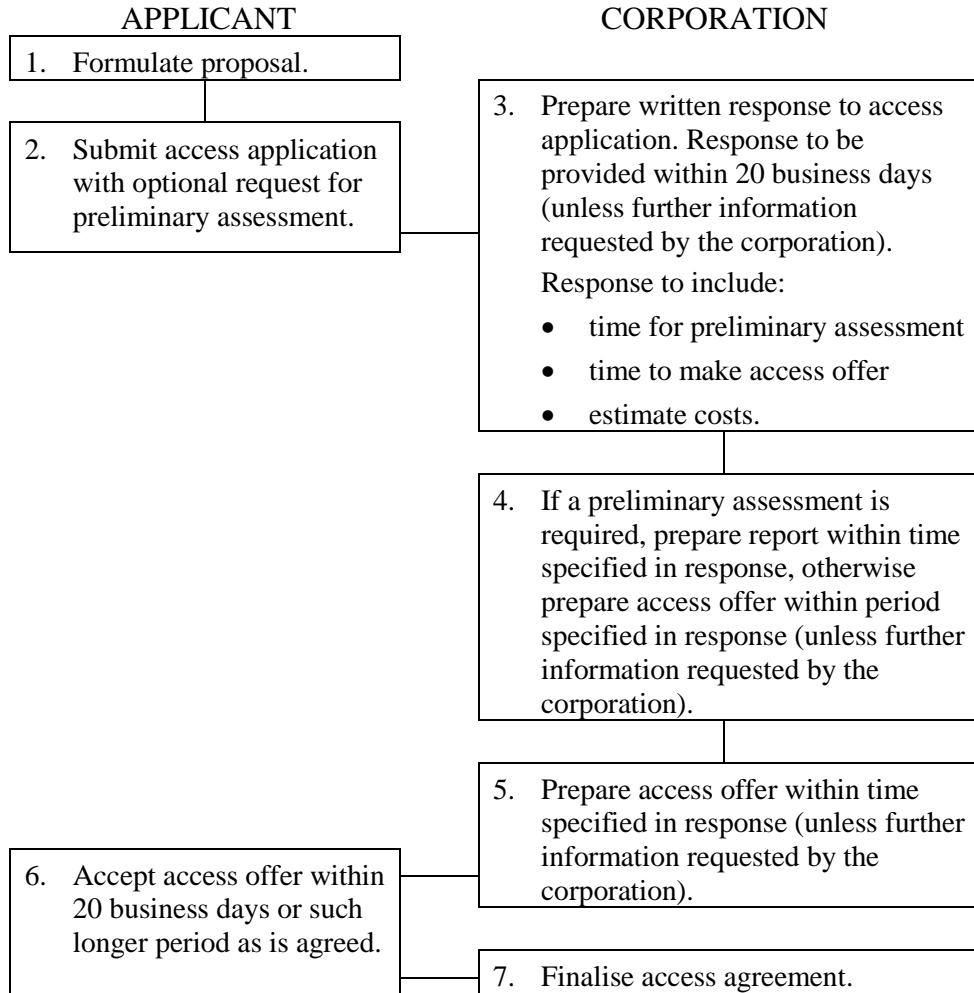 APPLICANT
CORPORATION
1. Formulate proposal.
2. Submit access application
with optional request for
preliminary assessment.
3. Prepare written response to access
application. Response to be
provided within 20 business days
(unless further information
requested by the corporation).
Response to include:
• time for preliminary assessment
• time to make access offer
• estimate costs.
4. If a preliminary assessment is
required, prepare report within time
specified in response, otherwise
prepare access offer within period
specified in response (unless further
information requested by the
corporation).
5. Prepare access offer within time
specified in response (unless further
information requested by the
corporation).
6. Accept access offer within
20 business days or such
longer period as is agreed.
7. Finalise access agreement.